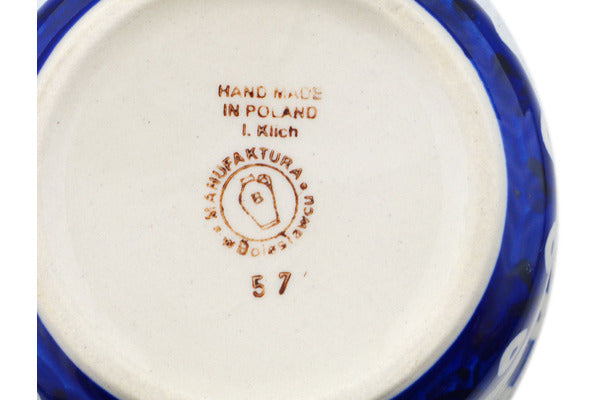 HAND MADE
IN POLAND
I. Klich
MANUFAKTURA
w Bolesławcu
B
57